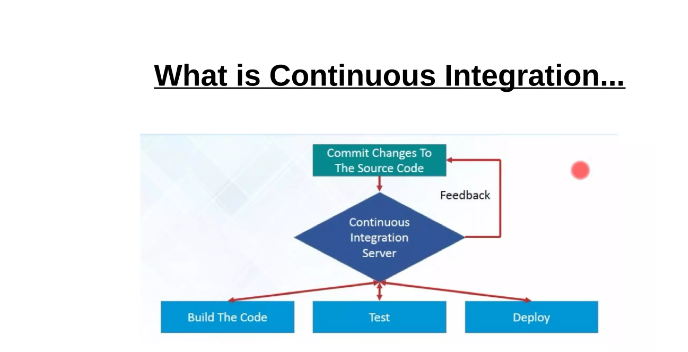 What is Continuous Integration...
Commit Changes To
The Source Code
Feedback
Continuous
Integration
Server
Build The Code
Test
Deploy